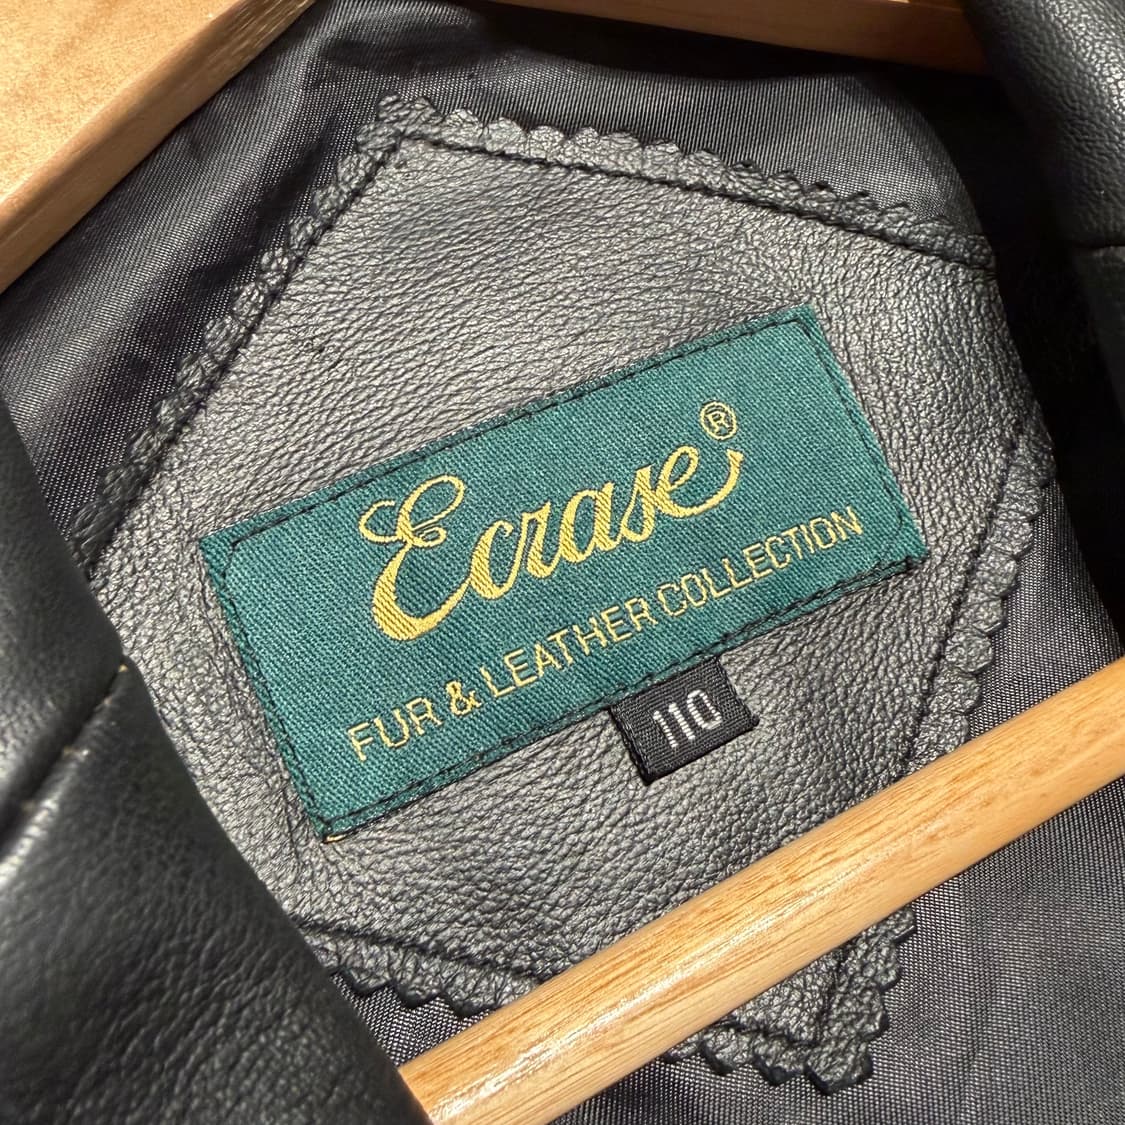 Ecrase®
FUR & LEATHER COLLECTION
110